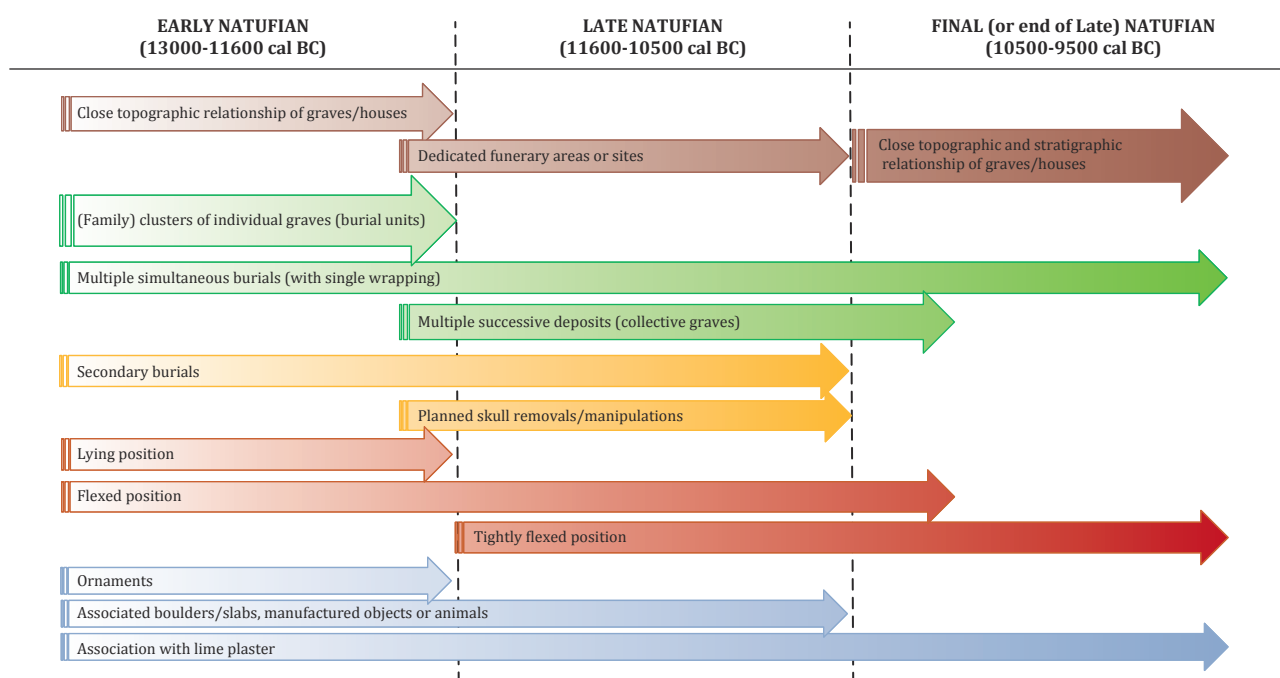 EARLY NATUFIAN
(13000-11600 cal BC)
LATE NATUFIAN
(11600-10500 cal BC)
FINAL (or end of Late) NATUFIAN
(10500-9500 cal BC)
Close topographic relationship of graves/houses
Dedicated funerary areas or sites
Close topographic and stratigraphic
relationship of graves/houses
(Family) clusters of individual graves (burial units)
Multiple simultaneous burials (with single wrapping)
Multiple successive deposits (collective graves)
Secondary burials
Planned skull removals/manipulations
Lying position
Flexed position
Tightly flexed position
Ornaments
Associated boulders/slabs, manufactured objects or animals
Association with lime plaster